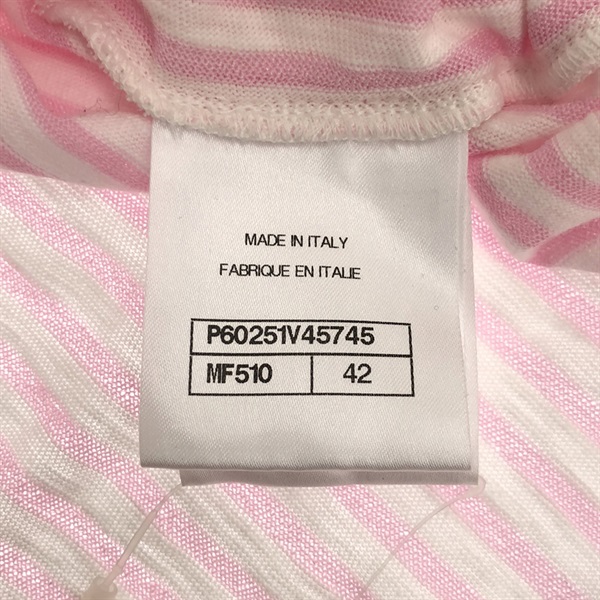 MADE IN ITALY
FABRIQUE EN ITALIE
P60251V45745
MF510 42